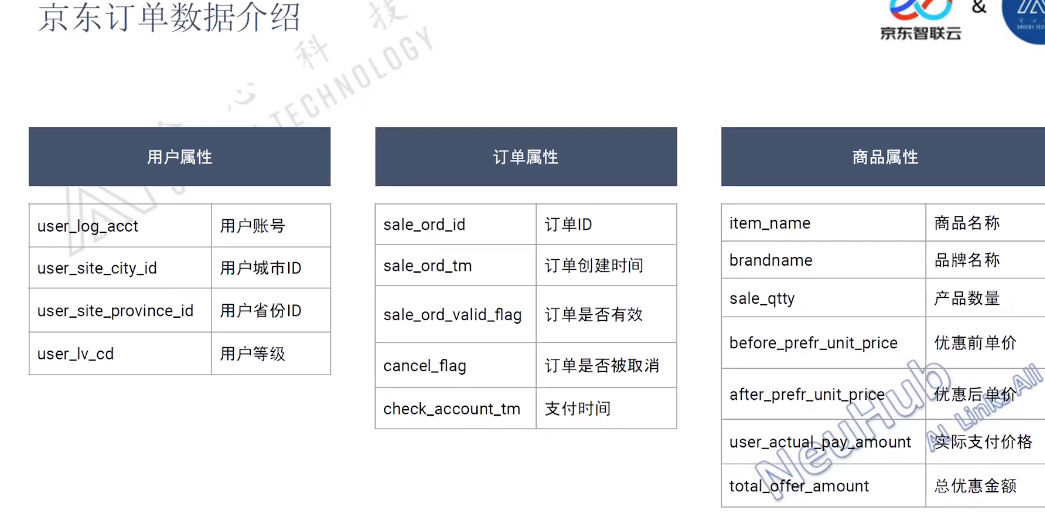 京东订单数据介绍
京东智联云
&
用户属性
user_log_acct 用户账号
user_site_city_id 用户城市ID
user_site_province_id 用户省份ID
user_lv_cd 用户等级
订单属性
sale_ord_id 订单ID
sale_ord_tm 订单创建时间
sale_ord_valid_flag 订单是否有效
cancel_flag 订单是否被取消
check_account_tm 支付时间
商品属性
item_name 商品名称
brandname 品牌名称
sale_qtty 产品数量
before_prefr_unit_price 优惠前单价
after_prefr_unit_price 优惠后单价
user_actual_pay_amount 实际支付价格
total_offer_amount 总优惠金额
科技
TECHNOLOGY
NeuHub
AI Links All